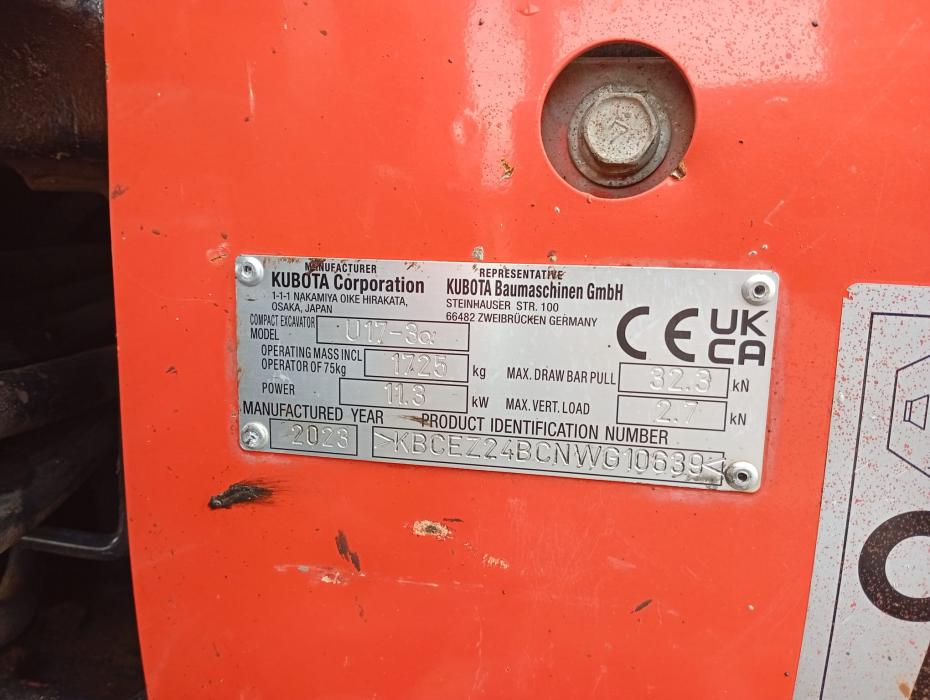 MANUFACTURER
KUBOTA Corporation
1-1-1 NAKAMIYA OIKE HIRAKATA,
OSAKA, JAPAN
REPRESENTATIVE
KUBOTA Baumaschinen GmbH
STEINHAUSER STR. 100
66482 ZWEIBRÜCKEN GERMANY
CE UK CA
COMPACT EXCAVATOR
MODEL U17-3α
OPERATING MASS INCL
OPERATOR OF 75kg 1725 kg
POWER 11.3 kW
MAX. DRAW BAR PULL 32.3 kN
MAX. VERT. LOAD 2.7 kN
MANUFACTURED YEAR PRODUCT IDENTIFICATION NUMBER
2023 >KBCEZ24BCNWG10639<